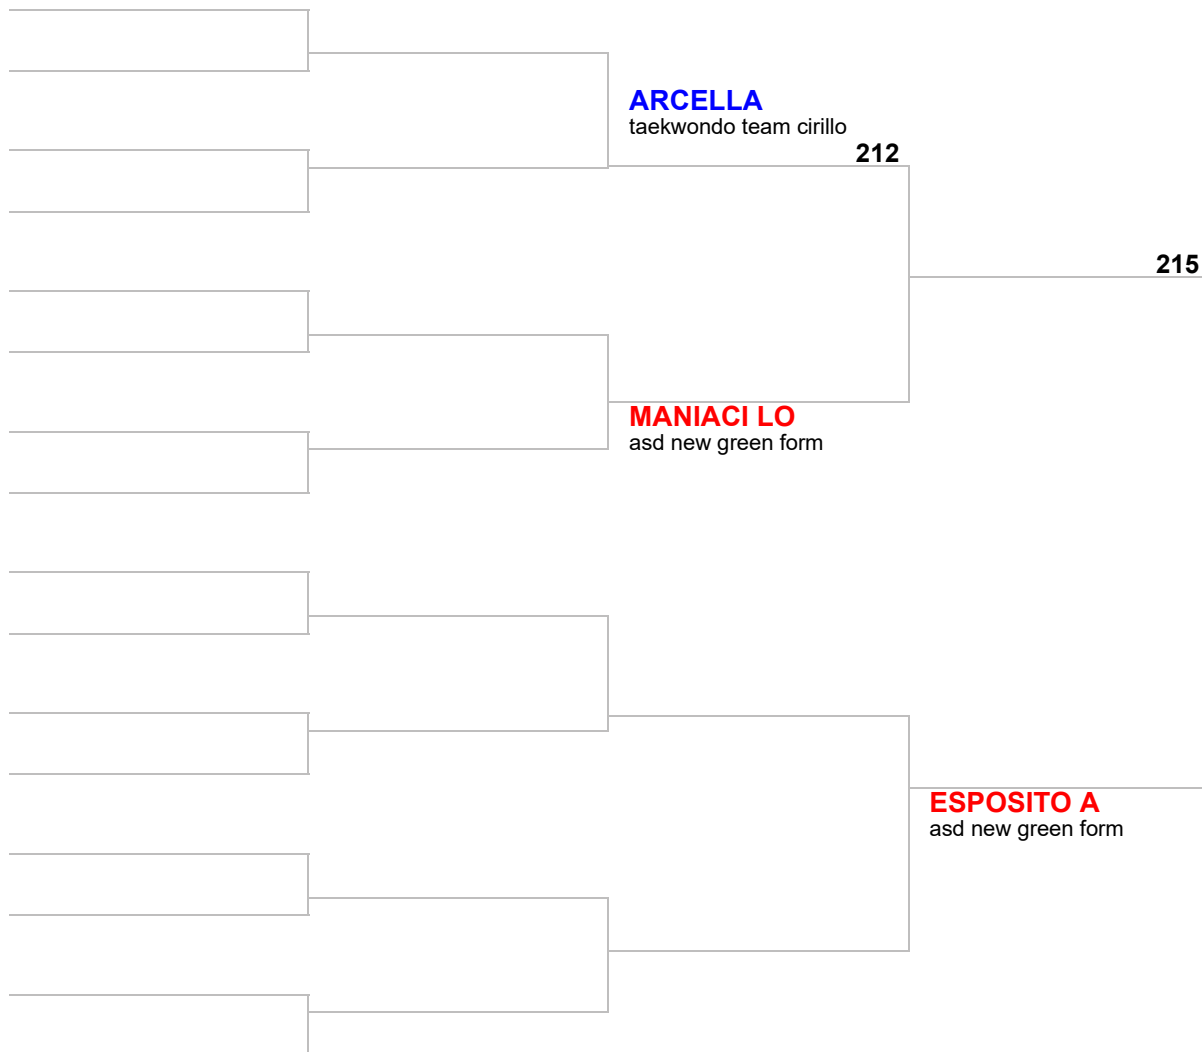 ARCELLA
taekwondo team cirillo
212
215
MANIACI LO
asd new green form
ESPOSITO A
asd new green form